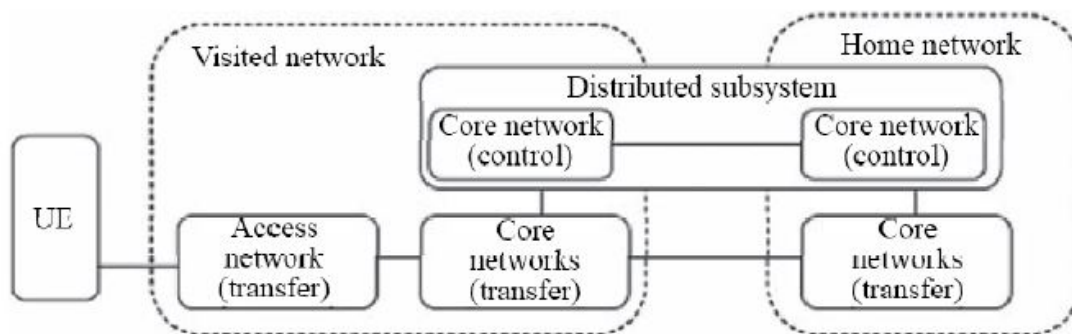 Visited network
Home network
Distributed subsystem
Core network
(control)
Core network
(control)
UE
Access
network
(transfer)
Core
networks
(transfer)
Core
networks
(transfer)